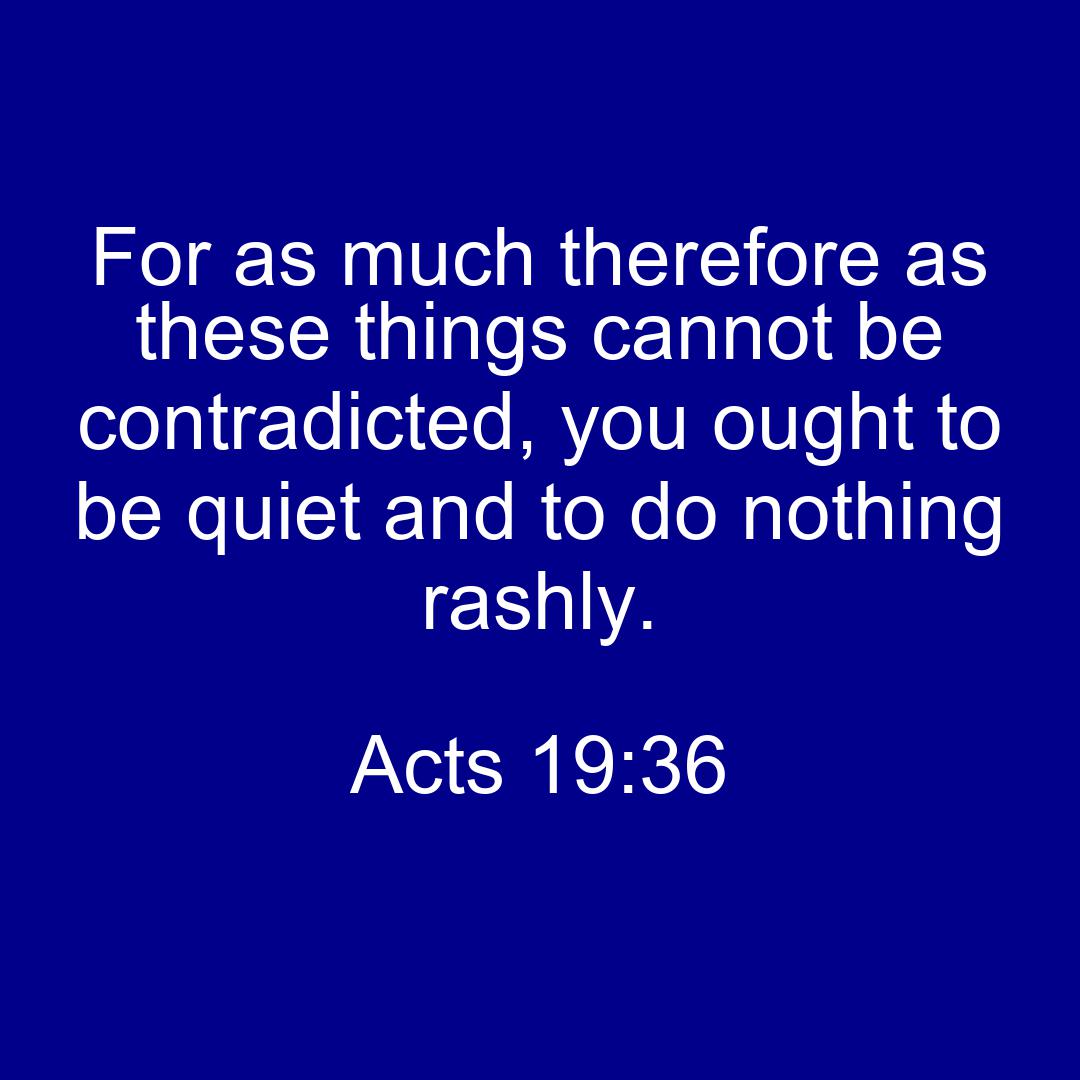 For as much therefore as
these things cannot be
contradicted, you ought to
be quiet and to do nothing
rashly.
Acts 19:36